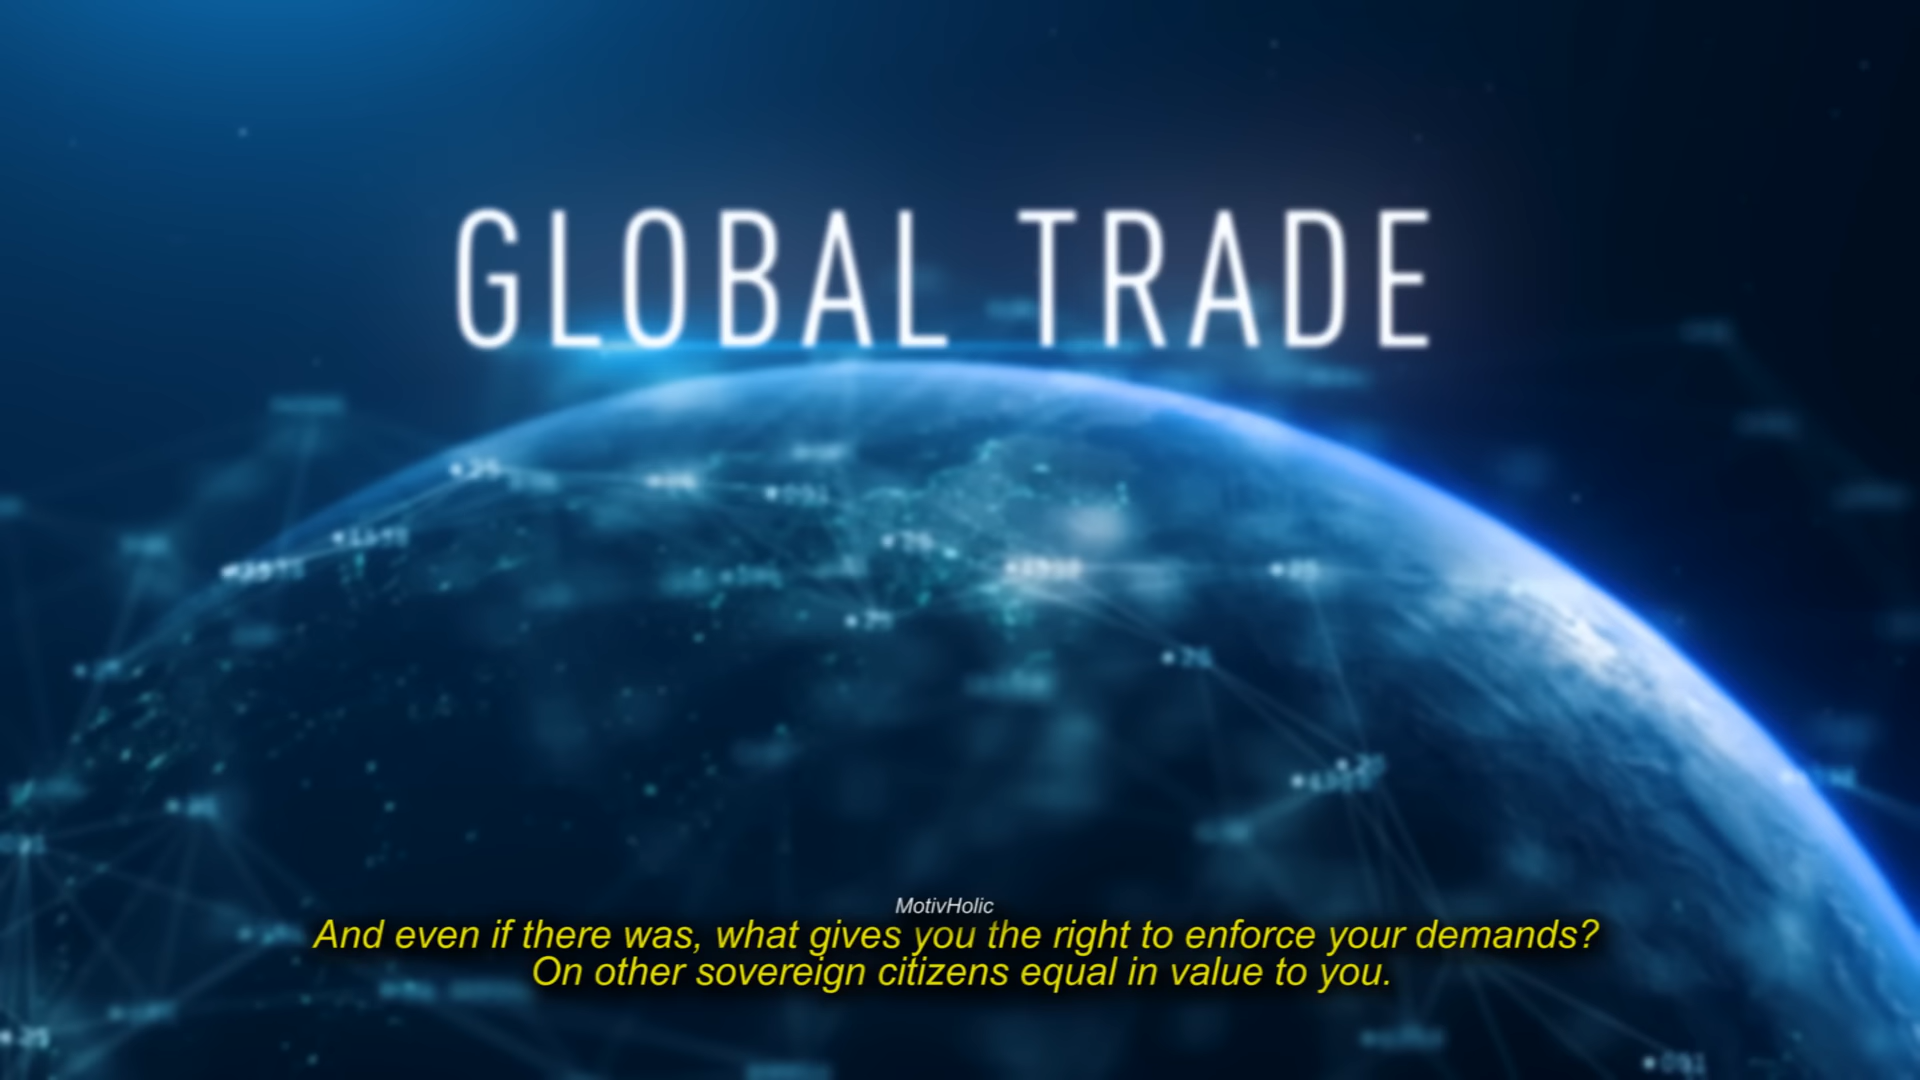 GLOBAL TRADE
MotivHolic
And even if there was, what gives you the right to enforce your demands?
On other sovereign citizens equal in value to you.